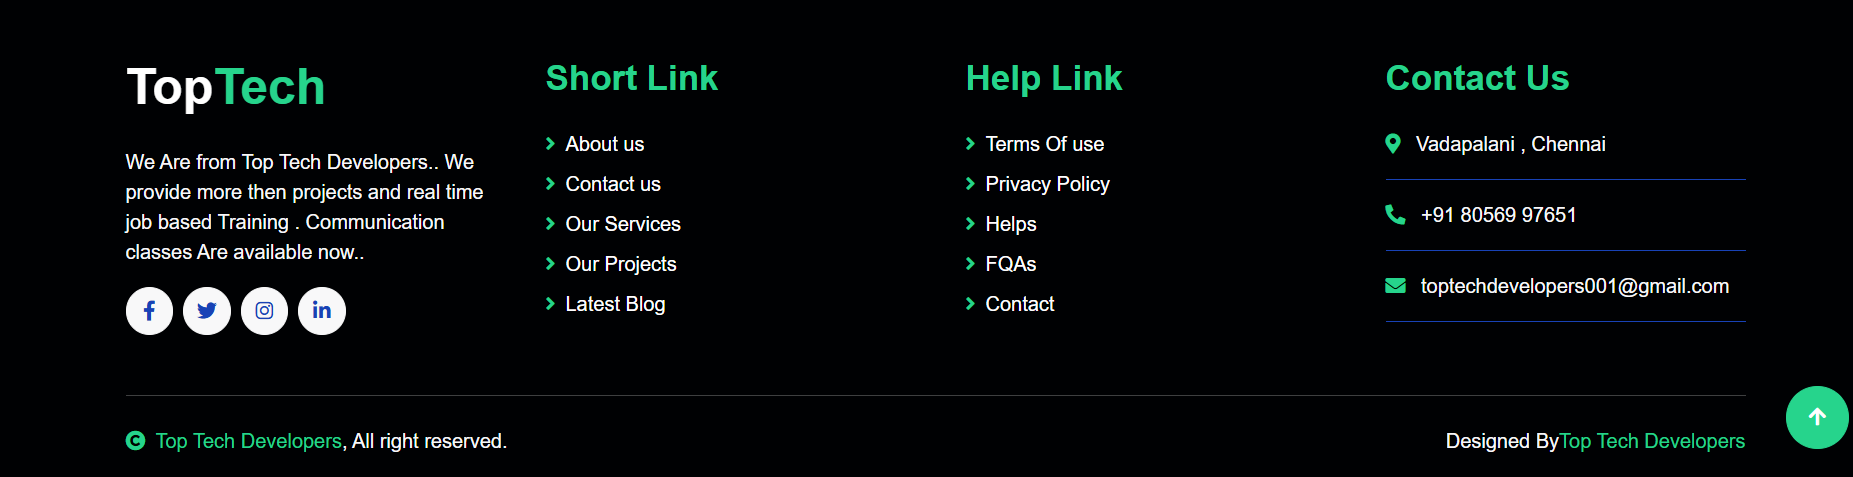 TopTech
We Are from Top Tech Developers.. We
provide more then projects and real time
job based Training . Communication
classes Are available now..
Short Link
About us
Contact us
Our Services
Our Projects
Latest Blog
Help Link
Terms Of use
Privacy Policy
Helps
FQAs
Contact
Contact Us
Vadapalani , Chennai
+91 80569 97651
toptechdevelopers001@gmail.com
© Top Tech Developers, All right reserved.
Designed ByTop Tech Developers